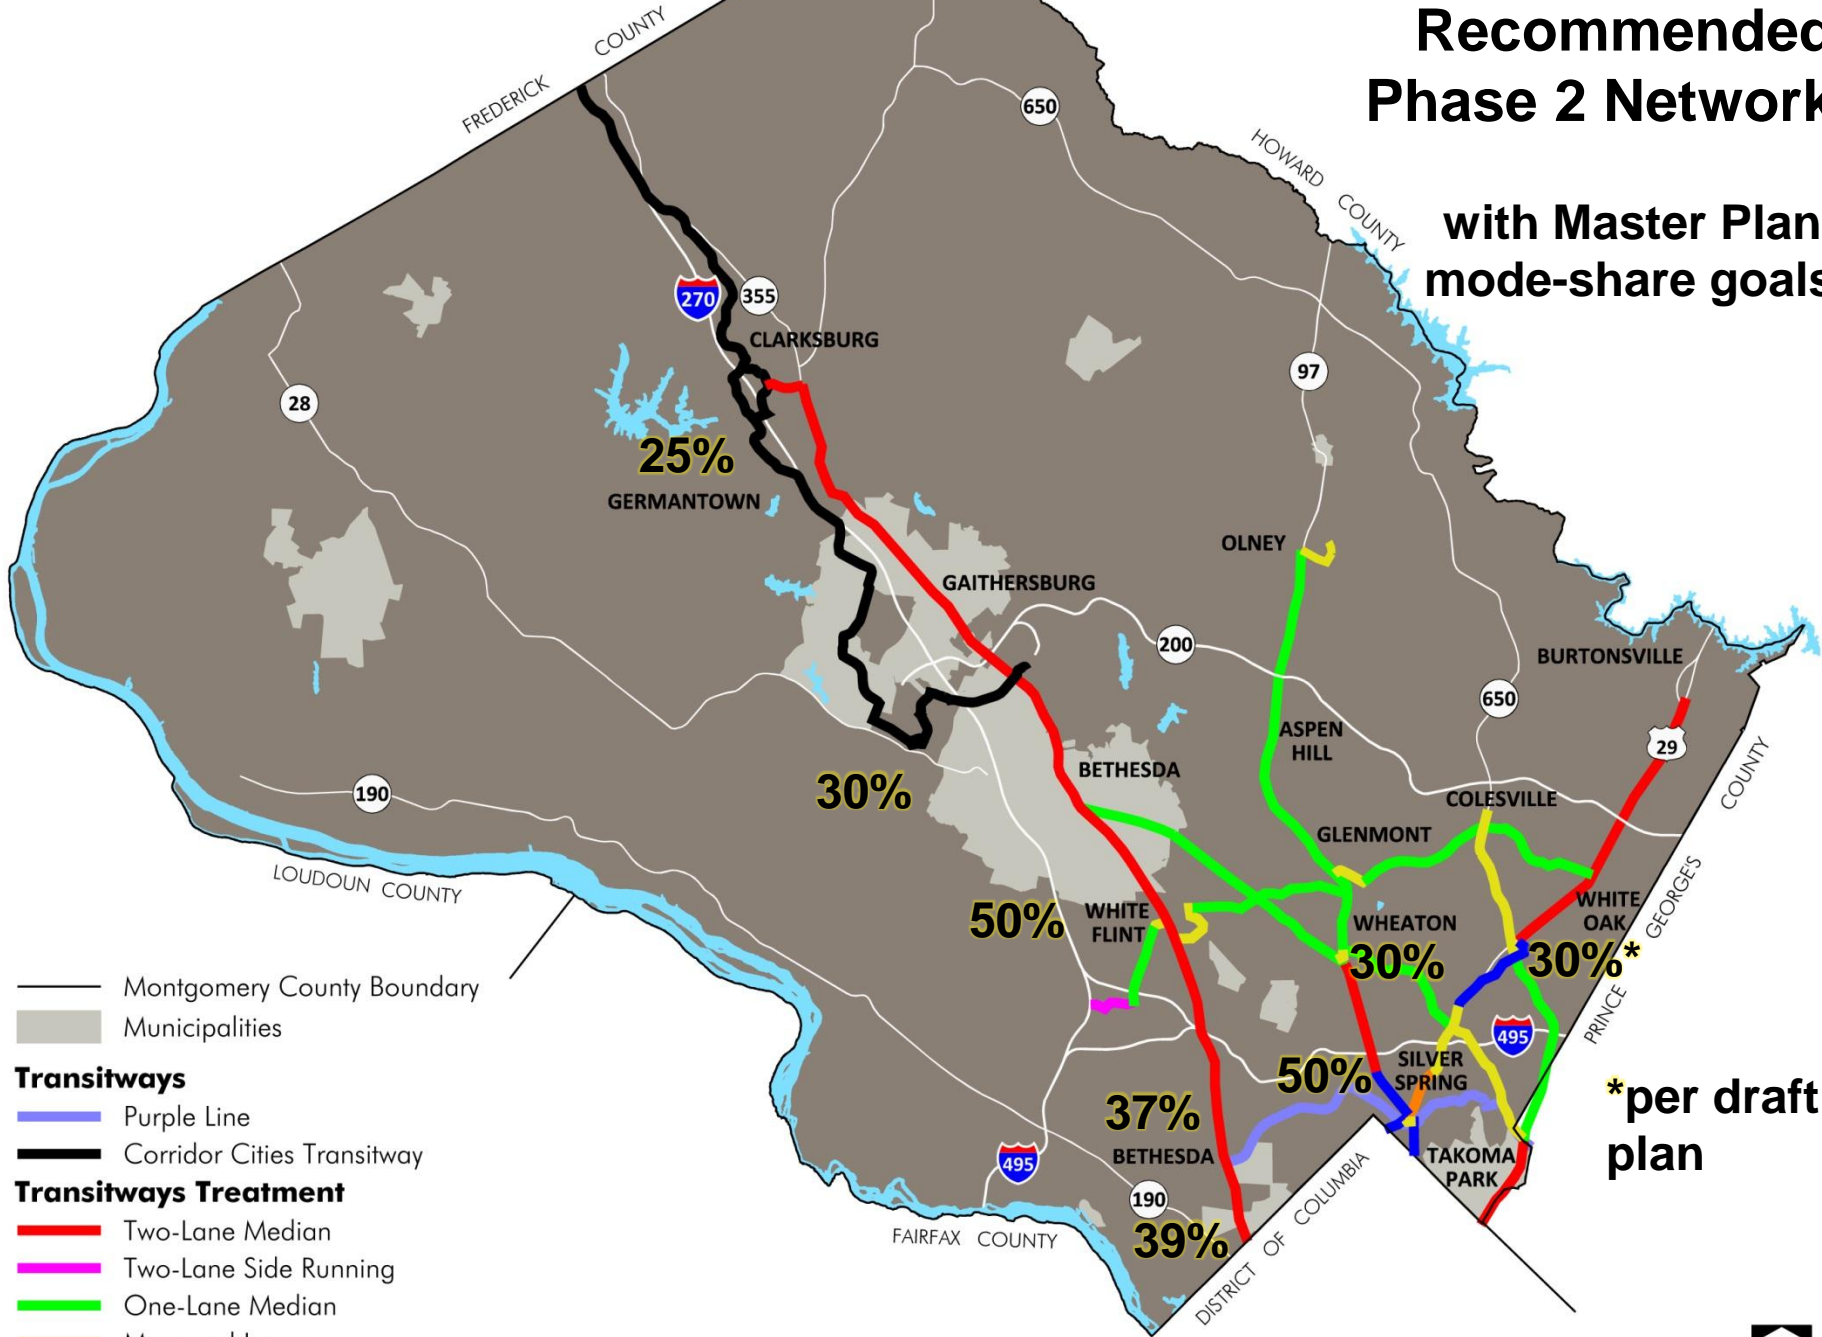 Recommended
Phase 2 Network
with Master Plan
mode-share goals
FREDERICK COUNTY
HOWARD COUNTY
650
270
355
CLARKSBURG
97
28
25%
GERMANTOWN
OLNEY
GAITHERSBURG
200
BURTONSVILLE
650
29
ASPEN
HILL
BETHESDA
30%
190
COLESVILLE
GLENMONT
COUNTY
PRINCE GEORGE'S
LOUDOUN COUNTY
50%
WHITE
FLINT
WHEATON
30%
WHITE
OAK
30%*
495
SILVER
SPRING
50%
37%
BETHESDA
495
190
39%
TAKOMA
PARK
*per draft
plan
FAIRFAX COUNTY
DISTRICT OF COLUMBIA
Montgomery County Boundary
Municipalities
Transitways
Purple Line
Corridor Cities Transitway
Transitways Treatment
Two-Lane Median
Two-Lane Side Running
One-Lane Median